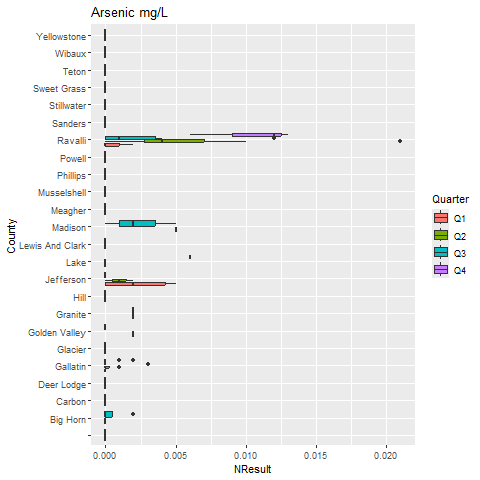 Arsenic mg/L
Yellowstone
Wibaux
Teton
Sweet Grass
Stillwater
Sanders
Ravalli
Powell
Phillips
Musselshell
Meagher
Madison
Lewis And Clark
Lake
Jefferson
Hill
Granite
Golden Valley
Glacier
Gallatin
Deer Lodge
Carbon
Big Horn
County
0.000 0.005 0.010 0.015 0.020
NResult
Quarter
Q1
Q2
Q3
Q4